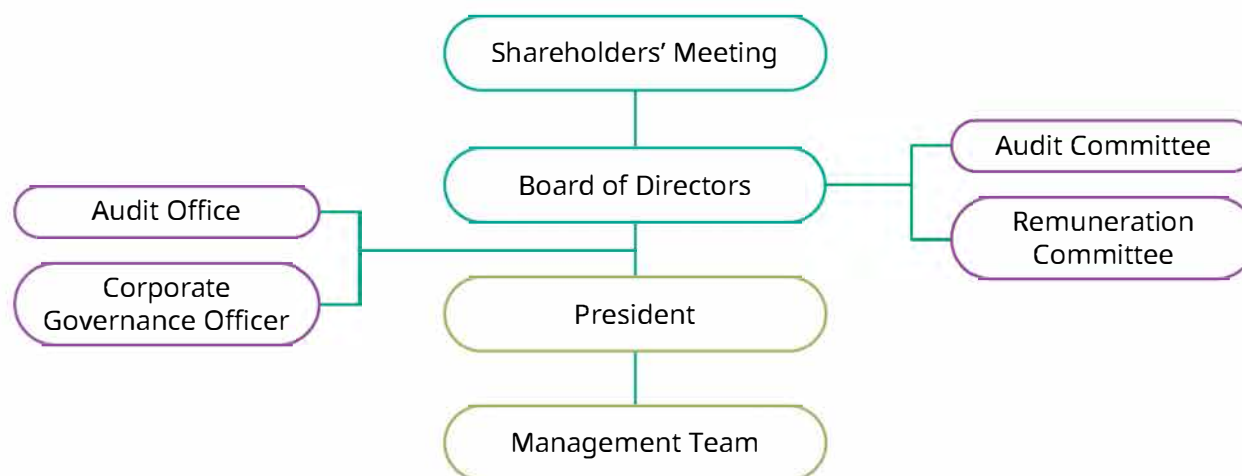 Shareholders’ Meeting
Board of Directors
Audit Committee
Remuneration
Committee
Audit Office
Corporate
Governance Officer
President
Management Team